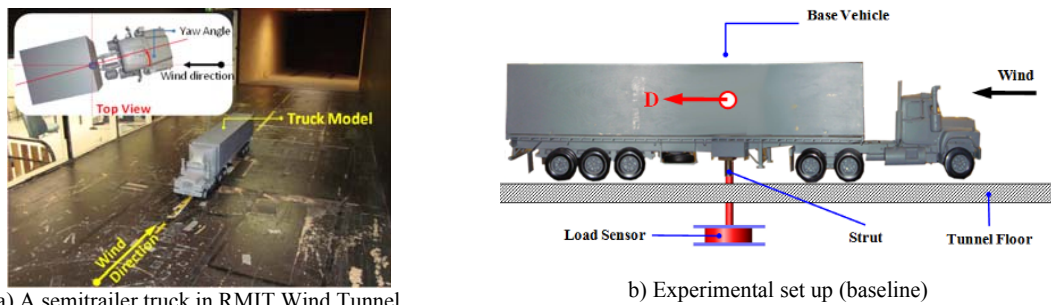 Yaw Angle
Wind direction
Top View
Truck Model
Wind
Direction
a) A semitrailer truck in RMIT Wind Tunnel
Base Vehicle
Wind
D
Load Sensor
Strut
Tunnel Floor
b) Experimental set up (baseline)